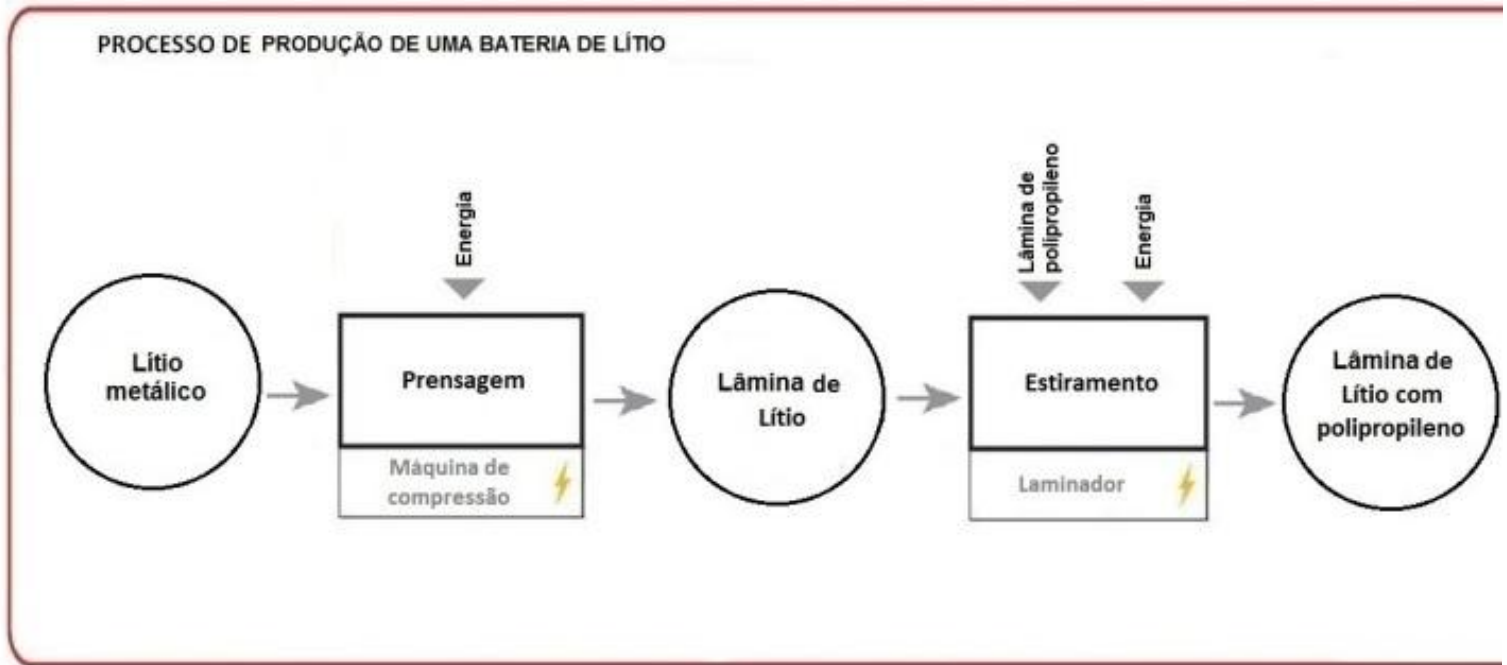 PROCESSO DE PRODUÇÃO DE UMA BATERIA DE LÍTIO
Energia
Lâmina de
polipropileno
Energia
Lítio
metálico
Prensagem
Máquina de
compressão
Lâmina de
Lítio
Estiramento
Laminador
Lâmina de
Lítio com
polipropileno